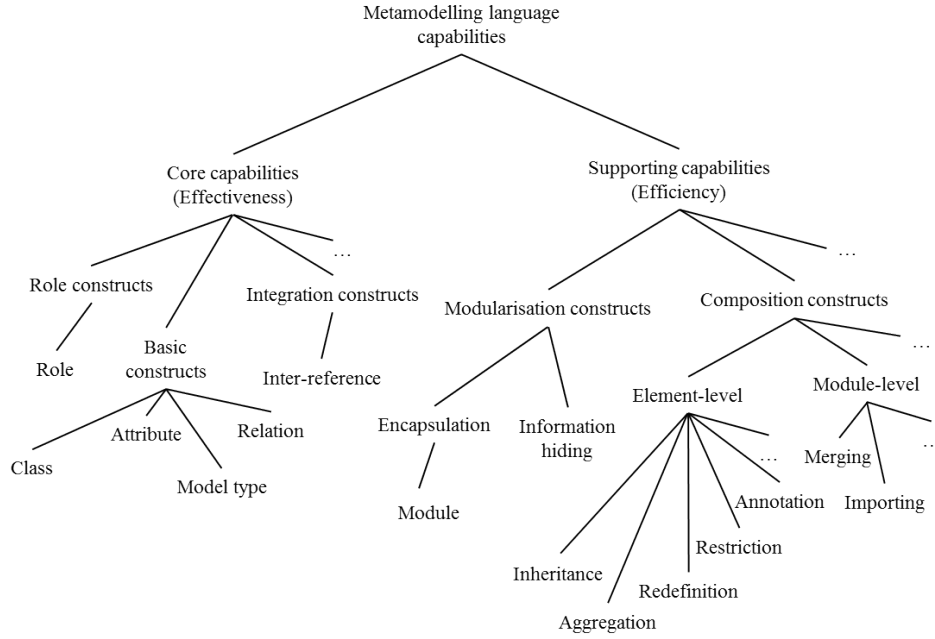 Metamodelling language
capabilities
Core capabilities
(Effectiveness)
Supporting capabilities
(Efficiency)
…
…
Role constructs
Integration constructs
Modularisation constructs
Composition constructs
Basic
constructs
…
Role
Inter-reference
Element-level
Module-level
Attribute
Relation
Encapsulation
Information
hiding
..
Class
Model type
Merging
…
Module
Annotation
Importing
Restriction
Inheritance
Redefinition
Aggregation